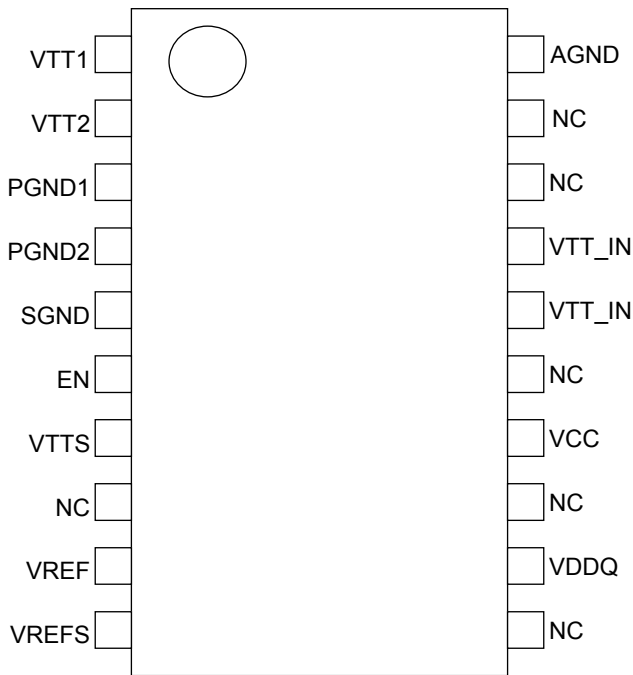 VTT1
AGND
VTT2
NC
PGND1
NC
PGND2
VTT_IN
SGND
VTT_IN
EN
NC
VTTS
VCC
NC
NC
VREF
VDDQ
VREFS
NC